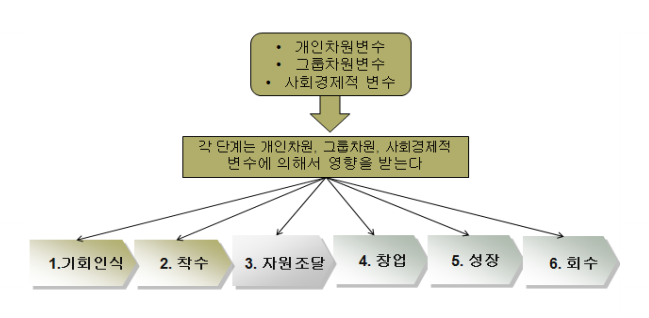 • 개인차원변수
• 그룹차원변수
• 사회경제적 변수
각 단계는 개인차원, 그룹차원, 사회경제적
변수에 의해서 영향을 받는다
1.기회인식
2. 착수
3. 자원조달
4. 창업
5. 성장
6. 회수